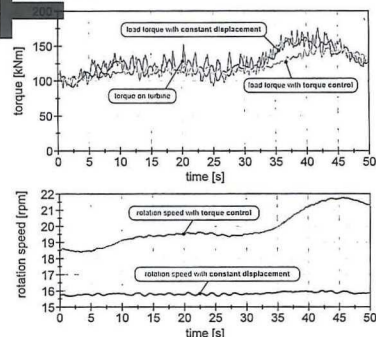 200
150
100
50
0
torque [kNm]
load torque with constant displacement
torque on turbine
load torque with torque control
0 5 10 15 20 25 30 35 40 45 50
time [s]
22
21
20
19
18
17
16
15
rotation speed [rpm]
rotation speed with torque control
rotation speed with constant displacement
0 5 10 15 20 25 30 35 40 45 50
time [s]